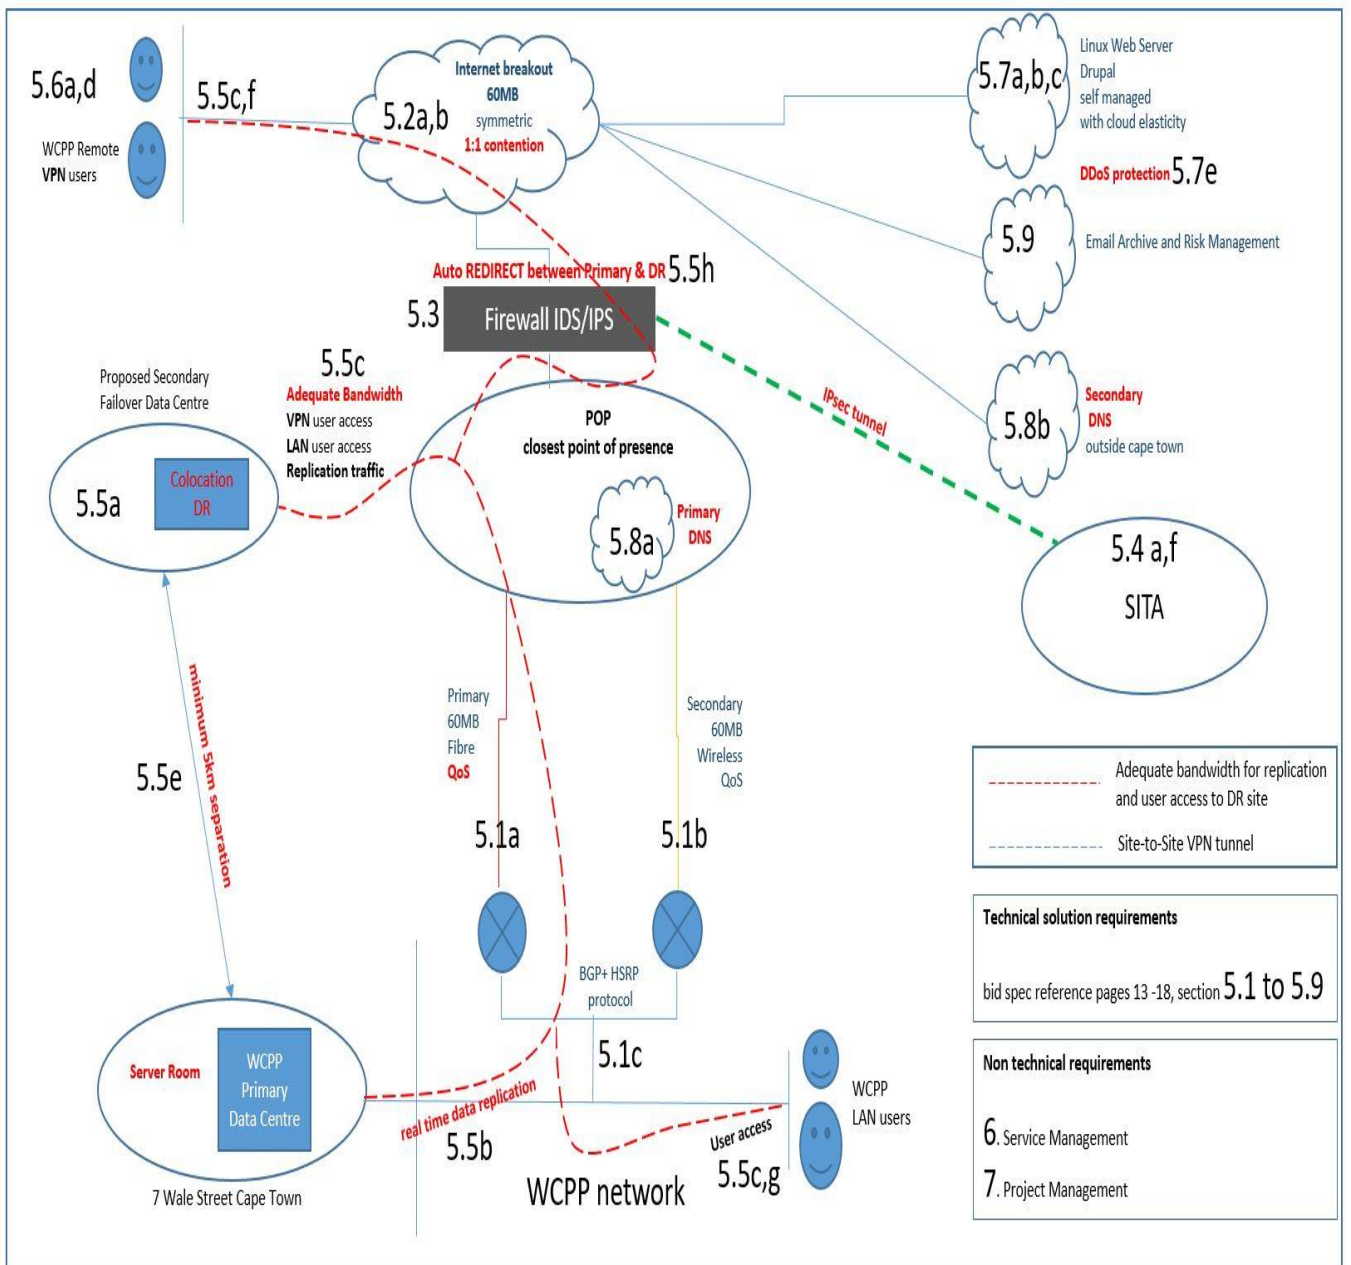 5.6a,d
WCPP Remote
VPN users
5.5c,f
Internet breakout
60MB
symmetric
1:1 contention
5.2a,b
5.7a,b,c
Linux Web Server
Drupal
self managed
with cloud elasticity
DDoS protection 5.7e
5.9
Email Archive and Risk Management
Auto REDIRECT between Primary & DR 5.5h
5.3
Firewall IDS/IPS
5.5c
Adequate Bandwidth
VPN user access
LAN user access
Replication traffic
Proposed Secondary
Failover Data Centre
5.5a
Colocation
DR
POP
closest point of presence
5.8a
Primary
DNS
IPsec tunnel
5.8b
Secondary
DNS
outside cape town
5.4 a,f
SITA
minimum 5km separation
5.5e
Primary
60MB
Fibre
QoS
5.1a
Secondary
60MB
Wireless
QoS
5.1b
BGP+ HSRP
protocol
5.1c
Server Room
WCPP
Primary
Data Centre
7 Wale Street Cape Town
real time data replication
5.5b
User access
5.5c,g
WCPP
LAN users
WCPP network
Adequate bandwidth for replication
and user access to DR site
Site-to-Site VPN tunnel
Technical solution requirements
bid spec reference pages 13 -18, section 5.1 to 5.9
Non technical requirements
6. Service Management
7. Project Management